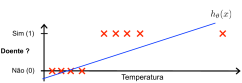 hθ(x)
Sim (1)
Doente ?
Não (0)
Temperatura